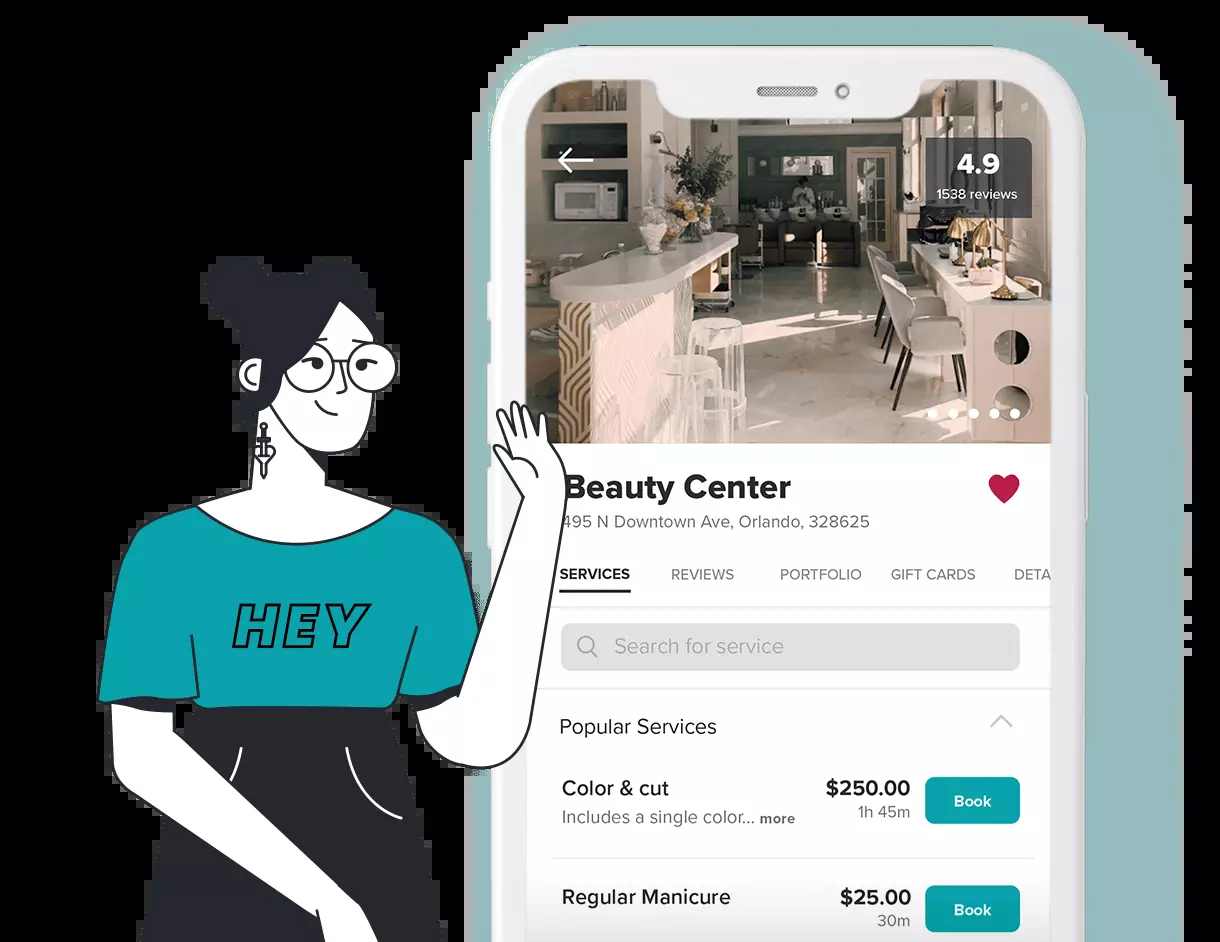 4.9
1538 reviews
HEY
Beauty Center
495 N Downtown Ave, Orlando, 328625
SERVICES REVIEWS PORTFOLIO GIFT CARDS DETA
Search for service
Popular Services
Color & cut $250.00 Book
Includes a single color... more 1h 45m
Regular Manicure $25.00 Book
30m